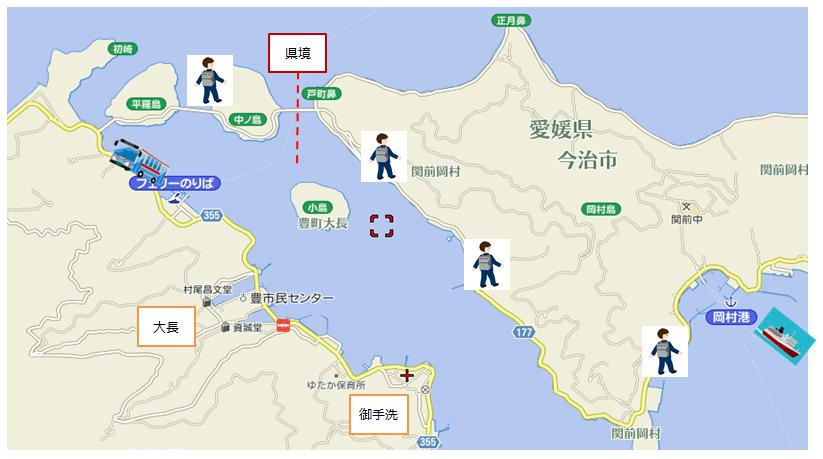 正月鼻
初崎
県境
平羅島
中ノ島
戸町鼻
愛媛県
今治市
関前岡村
関前岡村
フェリーのりば
小島
豊町大長
岡村島
関前中
355
村尾昌文堂
豊市民センター
大長
資誠堂
岡村港
177
ゆたか保育所
御手洗
関前岡村
355